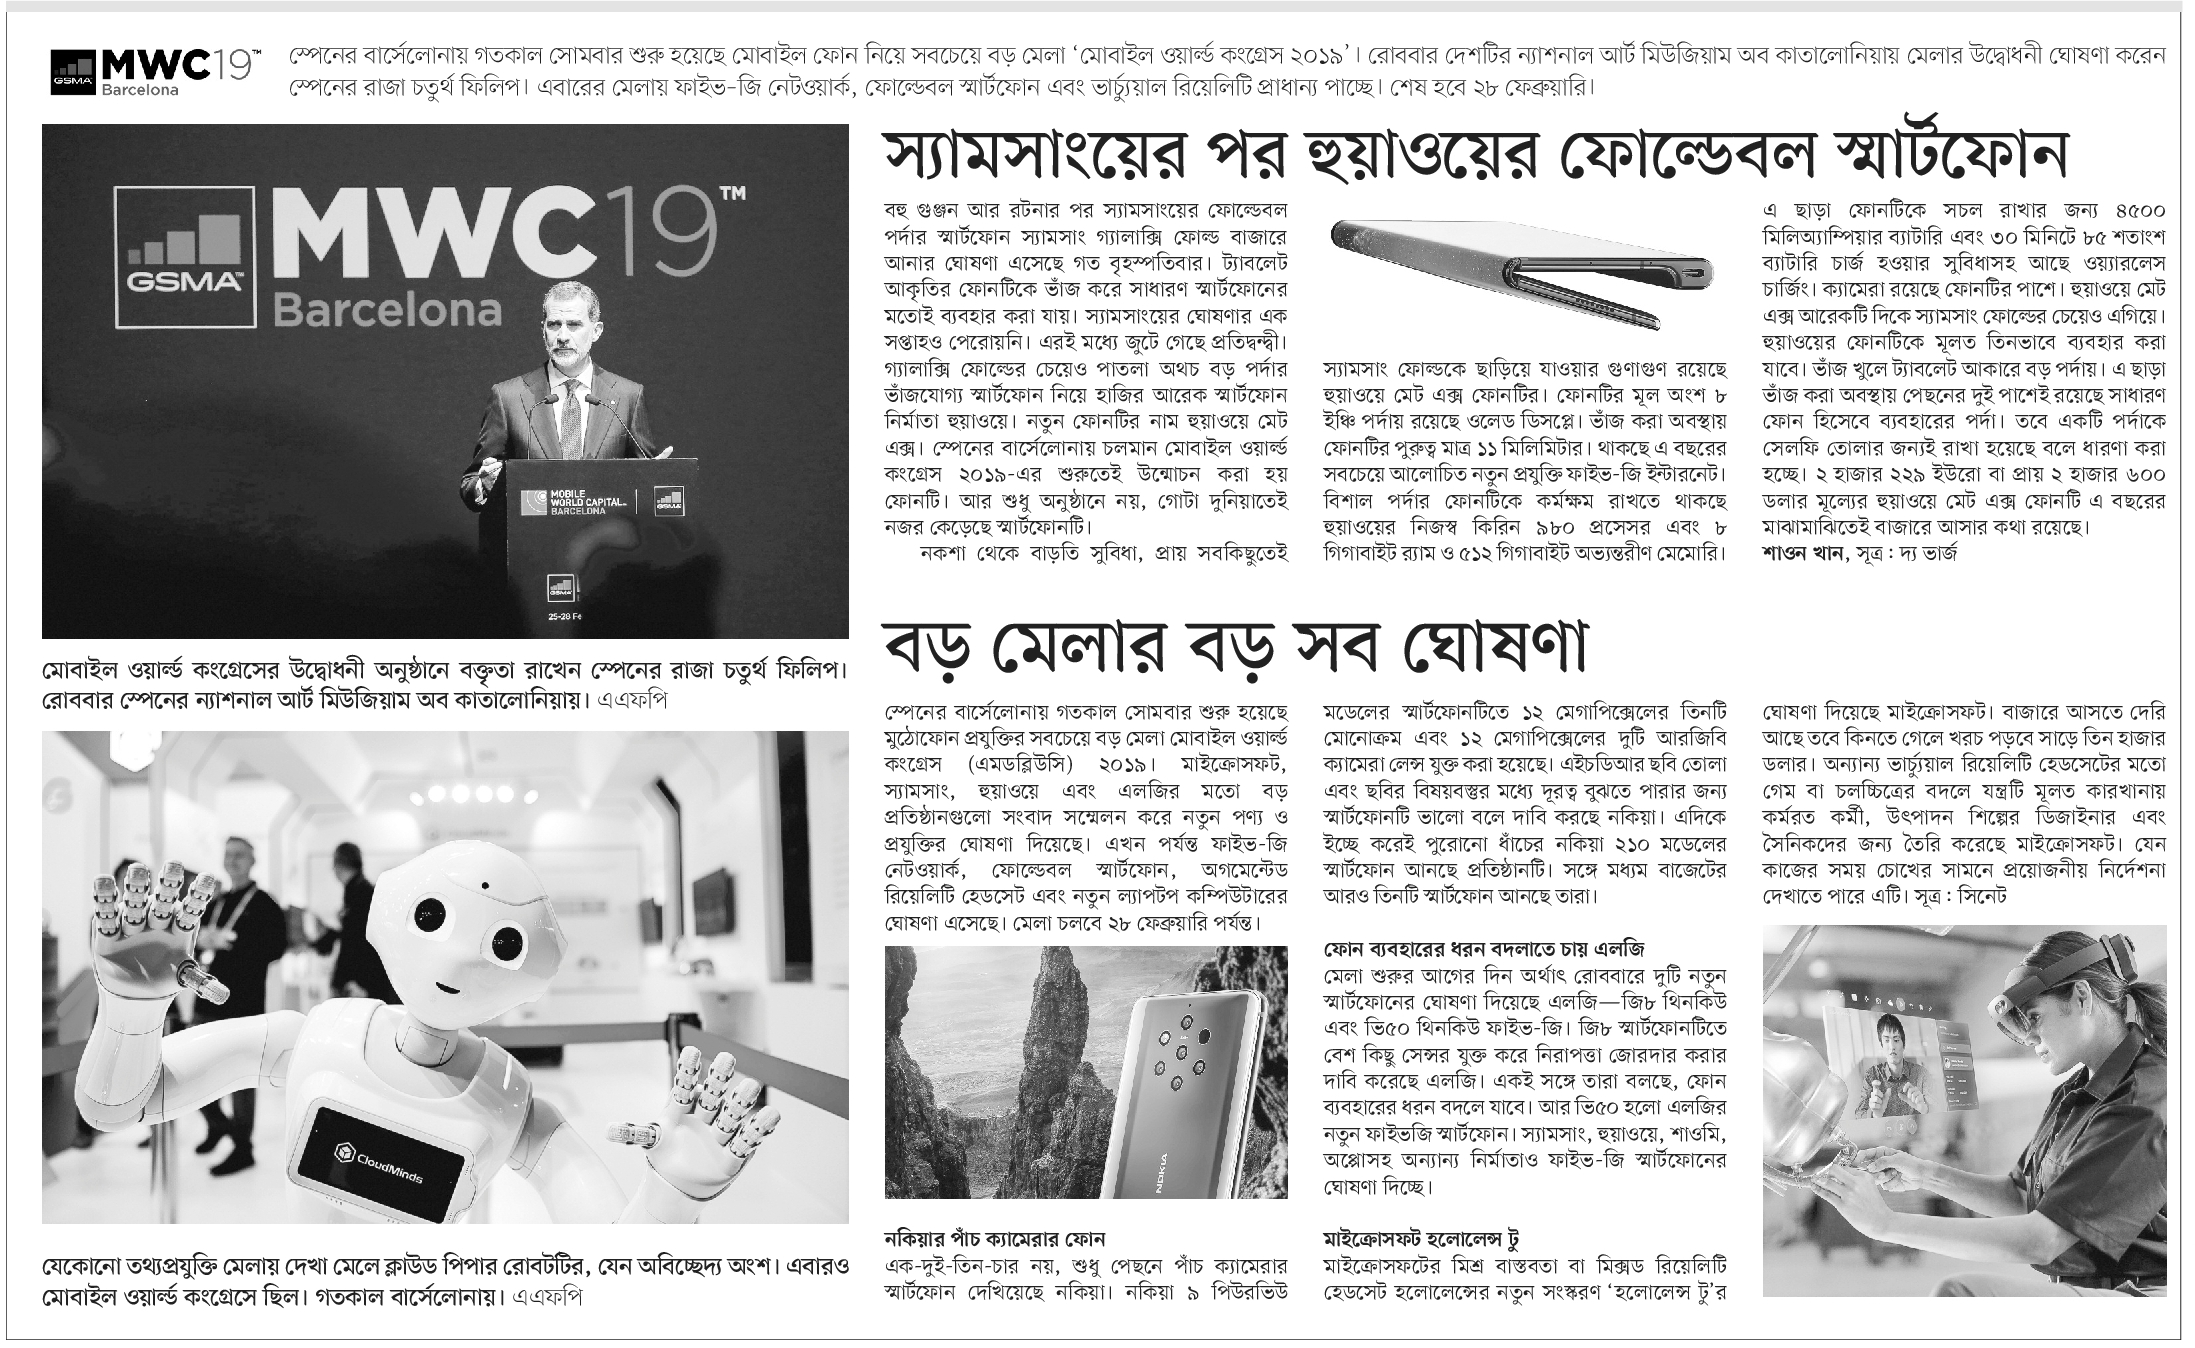 GSMA MWC19™
Barcelona
স্পেনের বার্সেলোনায় গতকাল সোমবার শুরু হয়েছে মোবাইল ফোন নিয়ে সবচেয়ে বড় মেলা ‘মোবাইল ওয়ার্ল্ড কংগ্রেস ২০১৯’। রোববার দেশটির ন্যাশনাল আর্ট মিউজিয়াম অব কাতালোনিয়ায় মেলার উদ্বোধনী ঘোষণা করেন
স্পেনের রাজা চতুর্থ ফিলিপ। এবারের মেলায় ফাইভ-জি নেটওয়ার্ক, ফোল্ডেবল স্মার্টফোন এবং ভার্চ্যুয়াল রিয়েলিটি প্রাধান্য পাচ্ছে। শেষ হবে ২৮ ফেব্রুয়ারি।
MWC19™
GSMA™
Barcelona
MOBILE
WORLD CAPITAL
BARCELONA
GSMA
GSMA
25-28 Fe
মোবাইল ওয়ার্ল্ড কংগ্রেসের উদ্বোধনী অনুষ্ঠানে বক্তৃতা রাখেন স্পেনের রাজা চতুর্থ ফিলিপ।
রোববার স্পেনের ন্যাশনাল আর্ট মিউজিয়াম অব কাতালোনিয়ায়। এএফপি
CloudMinds
যেকোনো তথ্যপ্রযুক্তি মেলায় দেখা মেলে ক্লাউড পিপার রোবটটির, যেন অবিচ্ছেদ্য অংশ। এবারও
মোবাইল ওয়ার্ল্ড কংগ্রেসে ছিল। গতকাল বার্সেলোনায়। এএফপি
স্যামসাংয়ের পর হুয়াওয়ের ফোল্ডেবল স্মার্টফোন
বহু গুঞ্জন আর রটনার পর স্যামসাংয়ের ফোল্ডেবল
পর্দার স্মার্টফোন স্যামসাং গ্যালাক্সি ফোল্ড বাজারে
আনার ঘোষণা এসেছে গত বৃহস্পতিবার। ট্যাবলেট
আকৃতির ফোনটিকে ভাঁজ করে সাধারণ স্মার্টফোনের
মতোই ব্যবহার করা যায়। স্যামসাংয়ের ঘোষণার এক
সপ্তাহও পেরোয়নি। এরই মধ্যে জুটে গেছে প্রতিদ্বন্দ্বী।
গ্যালাক্সি ফোল্ডের চেয়েও পাতলা অথচ বড় পর্দার
ভাঁজযোগ্য স্মার্টফোন নিয়ে হাজির আরেক স্মার্টফোন
নির্মাতা হুয়াওয়ে। নতুন ফোনটির নাম হুয়াওয়ে মেট
এক্স। স্পেনের বার্সেলোনায় চলমান মোবাইল ওয়ার্ল্ড
কংগ্রেস ২০১৯-এর শুরুতেই উন্মোচন করা হয়
ফোনটি। আর শুধু অনুষ্ঠানে নয়, গোটা দুনিয়াতেই
নজর কেড়েছে স্মার্টফোনটি।
নকশা থেকে বাড়তি সুবিধা, প্রায় সবকিছুতেই
স্যামসাং ফোল্ডকে ছাড়িয়ে যাওয়ার গুণাগুণ রয়েছে
হুয়াওয়ে মেট এক্স ফোনটির। ফোনটির মূল অংশ ৮
ইঞ্চি পর্দায় রয়েছে ওলেড ডিসপ্লে। ভাঁজ করা অবস্থায়
ফোনটির পুরুত্ব মাত্র ১১ মিলিমিটার। থাকছে এ বছরের
সবচেয়ে আলোচিত নতুন প্রযুক্তি ফাইভ-জি ইন্টারনেট।
বিশাল পর্দার ফোনটিকে কর্মক্ষম রাখতে থাকছে
হুয়াওয়ের নিজস্ব কিরিন ৯৮০ প্রসেসর এবং ৮
গিগাবাইট র‍্যাম ও ৫১২ গিগাবাইট অভ্যন্তরীণ মেমোরি।
এ ছাড়া ফোনটিকে সচল রাখার জন্য ৪৫০০
মিলিঅ্যাম্পিয়ার ব্যাটারি এবং ৩০ মিনিটে ৮৫ শতাংশ
ব্যাটারি চার্জ হওয়ার সুবিধাসহ আছে ওয়্যারলেস
চার্জিং। ক্যামেরা রয়েছে ফোনটির পাশে। হুয়াওয়ে মেট
এক্স আরেকটি দিকে স্যামসাং ফোল্ডের চেয়েও এগিয়ে।
হুয়াওয়ের ফোনটিকে মূলত তিনভাবে ব্যবহার করা
যাবে। ভাঁজ খুলে ট্যাবলেট আকারে বড় পর্দায়। এ ছাড়া
ভাঁজ করা অবস্থায় পেছনের দুই পাশেই রয়েছে সাধারণ
ফোন হিসেবে ব্যবহারের পর্দা। তবে একটি পর্দাকে
সেলফি তোলার জন্যই রাখা হয়েছে বলে ধারণা করা
হচ্ছে। ২ হাজার ২২৯ ইউরো বা প্রায় ২ হাজার ৬০০
ডলার মূল্যের হুয়াওয়ে মেট এক্স ফোনটি এ বছরের
মাঝামাঝিতেই বাজারে আসার কথা রয়েছে।
শাওন খান, সূত্র : দ্য ভার্জ
বড় মেলার বড় সব ঘোষণা
স্পেনের বার্সেলোনায় গতকাল সোমবার শুরু হয়েছে
মুঠোফোন প্রযুক্তির সবচেয়ে বড় মেলা মোবাইল ওয়ার্ল্ড
কংগ্রেস (এমডব্লিউসি) ২০১৯। মাইক্রোসফট,
স্যামসাং, হুয়াওয়ে এবং এলজির মতো বড়
প্রতিষ্ঠানগুলো সংবাদ সম্মেলন করে নতুন পণ্য ও
প্রযুক্তির ঘোষণা দিয়েছে। এখন পর্যন্ত ফাইভ-জি
নেটওয়ার্ক, ফোল্ডেবল স্মার্টফোন, অগমেন্টেড
রিয়েলিটি হেডসেট এবং নতুন ল্যাপটপ কম্পিউটারের
ঘোষণা এসেছে। মেলা চলবে ২৮ ফেব্রুয়ারি পর্যন্ত।
NOKIA
নকিয়ার পাঁচ ক্যামেরার ফোন
এক-দুই-তিন-চার নয়, শুধু পেছনে পাঁচ ক্যামেরার
স্মার্টফোন দেখিয়েছে নকিয়া। নকিয়া ৯ পিউরভিউ
মডেলের স্মার্টফোনটিতে ১২ মেগাপিক্সেলের তিনটি
মোনোক্রম এবং ১২ মেগাপিক্সেলের দুটি আরজিবি
ক্যামেরা লেন্স যুক্ত করা হয়েছে। এইচডিআর ছবি তোলা
এবং ছবির বিষয়বস্তুর মধ্যে দূরত্ব বুঝতে পারার জন্য
স্মার্টফোনটি ভালো বলে দাবি করছে নকিয়া। এদিকে
ইচ্ছে করেই পুরোনো ধাঁচের নকিয়া ২১০ মডেলের
স্মার্টফোন আনছে প্রতিষ্ঠানটি। সঙ্গে মধ্যম বাজেটের
আরও তিনটি স্মার্টফোন আনছে তারা।
ফোন ব্যবহারের ধরন বদলাতে চায় এলজি
মেলা শুরুর আগের দিন অর্থাৎ রোববারে দুটি নতুন
স্মার্টফোনের ঘোষণা দিয়েছে এলজি—জি৮ থিনকিউ
এবং ভি৫০ থিনকিউ ফাইভ-জি। জি৮ স্মার্টফোনটিতে
বেশ কিছু সেন্সর যুক্ত করে নিরাপত্তা জোরদার করার
দাবি করেছে এলজি। একই সঙ্গে তারা বলছে, ফোন
ব্যবহারের ধরন বদলে যাবে। আর ভি৫০ হলো এলজির
নতুন ফাইভজি স্মার্টফোন। স্যামসাং, হুয়াওয়ে, শাওমি,
অপ্পোসহ অন্যান্য নির্মাতাও ফাইভ-জি স্মার্টফোনের
ঘোষণা দিচ্ছে।
মাইক্রোসফট হলোলেন্স টু
মাইক্রোসফটের মিশ্র বাস্তবতা বা মিক্সড রিয়েলিটি
হেডসেট হলোলেন্সের নতুন সংস্করণ ‘হলোলেন্স টু’র
ঘোষণা দিয়েছে মাইক্রোসফট। বাজারে আসতে দেরি
আছে তবে কিনতে গেলে খরচ পড়বে সাড়ে তিন হাজার
ডলার। অন্যান্য ভার্চ্যুয়াল রিয়েলিটি হেডসেটের মতো
গেম বা চলচ্চিত্রের বদলে যন্ত্রটি মূলত কারখানায়
কর্মরত কর্মী, উৎপাদন শিল্পের ডিজাইনার এবং
সৈনিকদের জন্য তৈরি করেছে মাইক্রোসফট। যেন
কাজের সময় চোখের সামনে প্রয়োজনীয় নির্দেশনা
দেখাতে পারে এটি। সূত্র : সিনেট